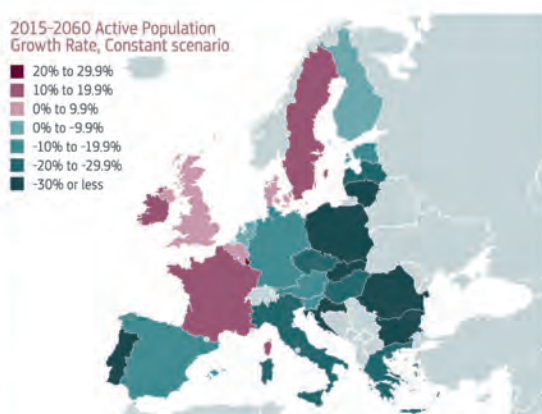 2015-2060 Active Population
Growth Rate, Constant scenario
20% to 29.9%
10% to 19.9%
0% to 9.9%
0% to -9.9%
-10% to -19.9%
-20% to -29.9%
-30% or less